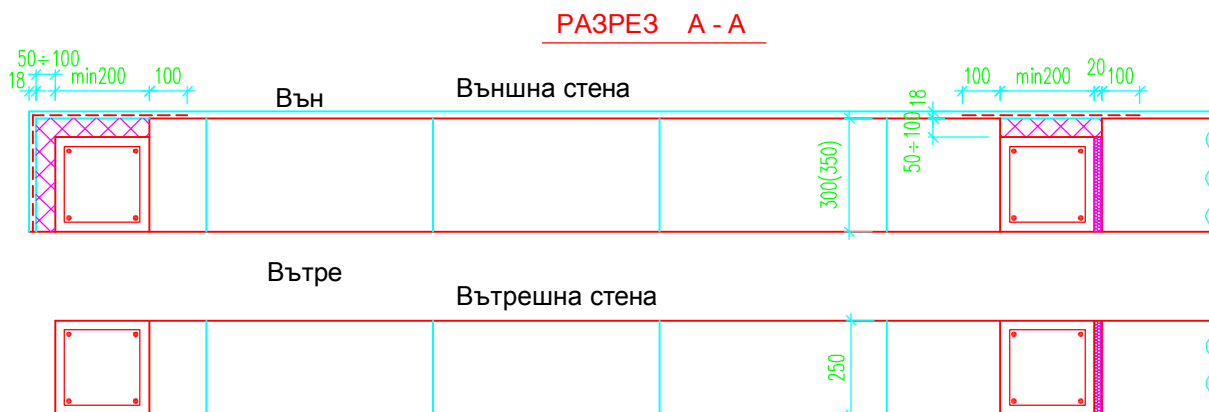 РАЗРЕЗ А - А
50÷100
18 min200 100
Вън
Външна стена
100 min200 20 100
18
50÷100
300(350)
Вътре
Вътрешна стена
250